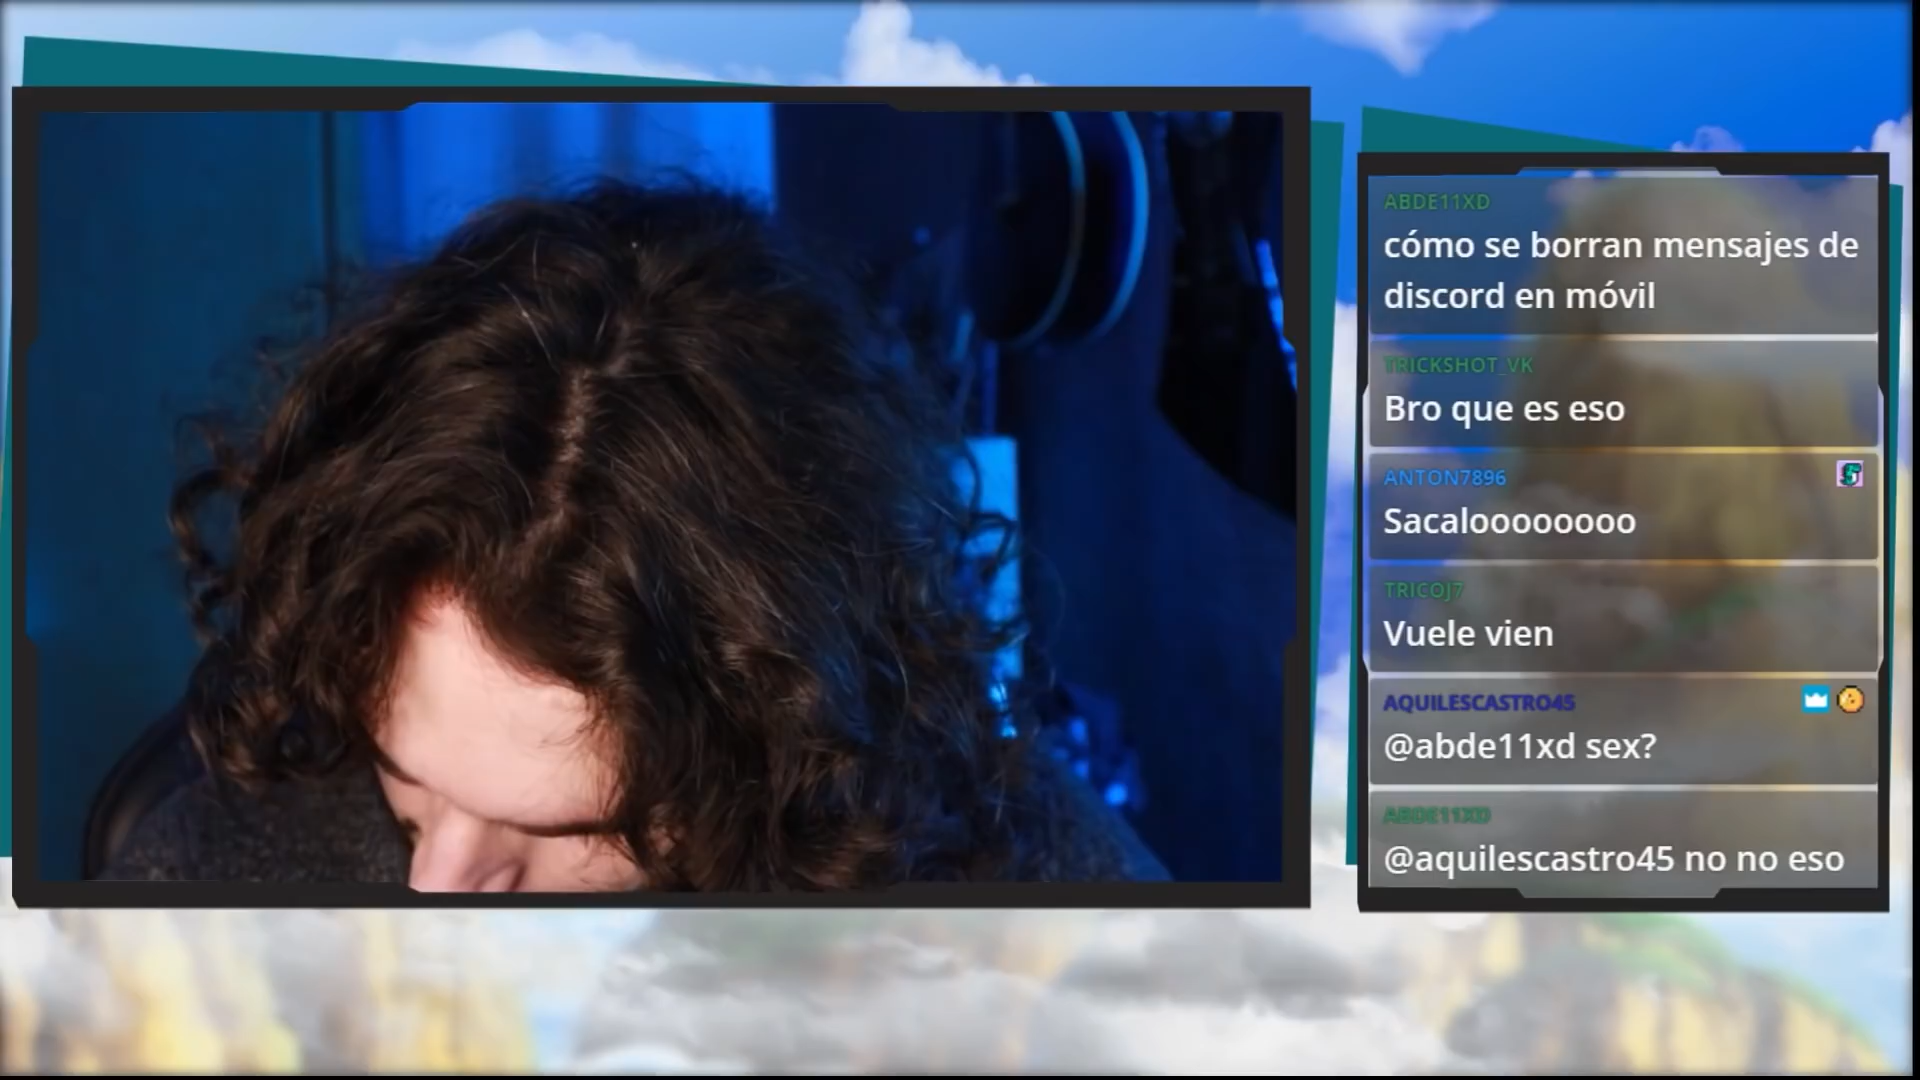 ABDE11XD
cómo se borran mensajes de
discord en móvil
TRICKSHOT_VK
Bro que es eso
ANTON7896
Sacaloooooooo
TRICOJ7
Vuele vien
AQUILESCASTRO45
@abde11xd sex?
ABDE11XD
@aquilescastro45 no no eso